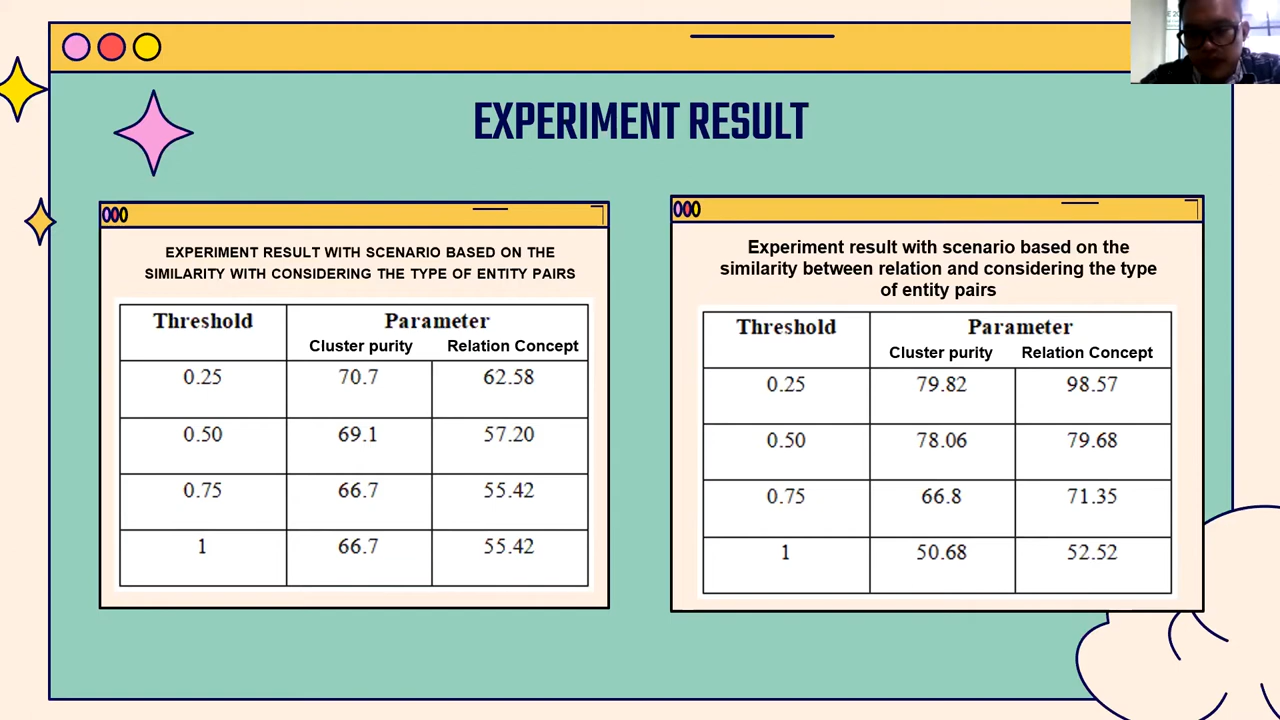 EXPERIMENT RESULT
EXPERIMENT RESULT WITH SCENARIO BASED ON THE
SIMILARITY WITH CONSIDERING THE TYPE OF ENTITY PAIRS
Threshold Parameter
Cluster purity Relation Concept
0.25 70.7 62.58
0.50 69.1 57.20
0.75 66.7 55.42
1 66.7 55.42
Experiment result with scenario based on the
similarity between relation and considering the type
of entity pairs
Threshold Parameter
Cluster purity Relation Concept
0.25 79.82 98.57
0.50 78.06 79.68
0.75 66.8 71.35
1 50.68 52.52